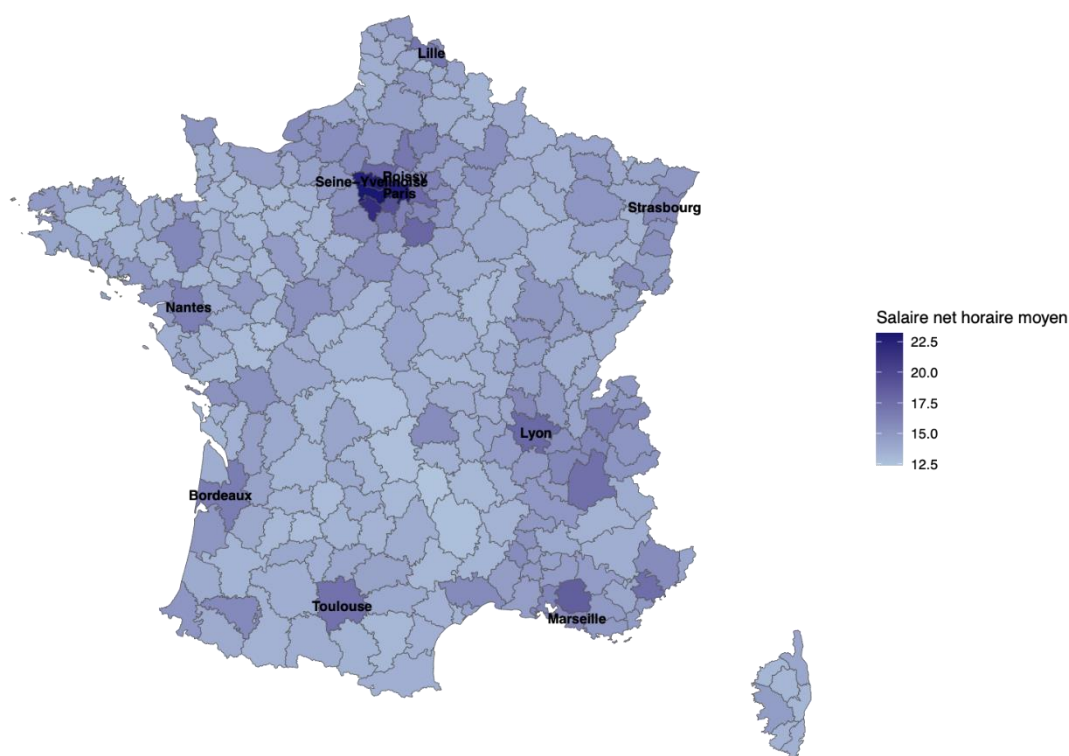 Lille
Roissy
Seine−Yvelinoise
Paris
Strasbourg
Nantes
Lyon
Bordeaux
Toulouse
Marseille
Salaire net horaire moyen
22.5
20.0
17.5
15.0
12.5